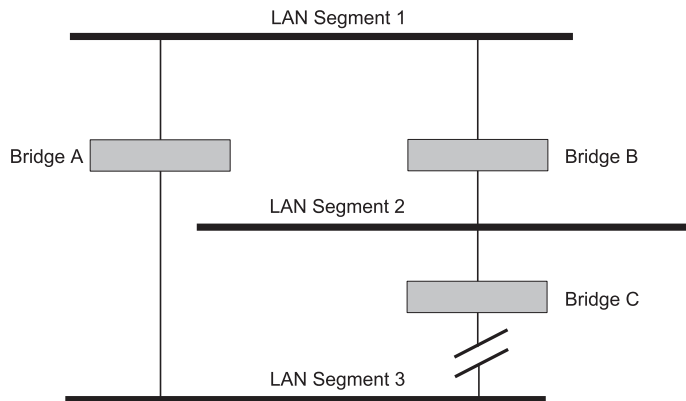 LAN Segment 1
Bridge A
Bridge B
LAN Segment 2
Bridge C
LAN Segment 3